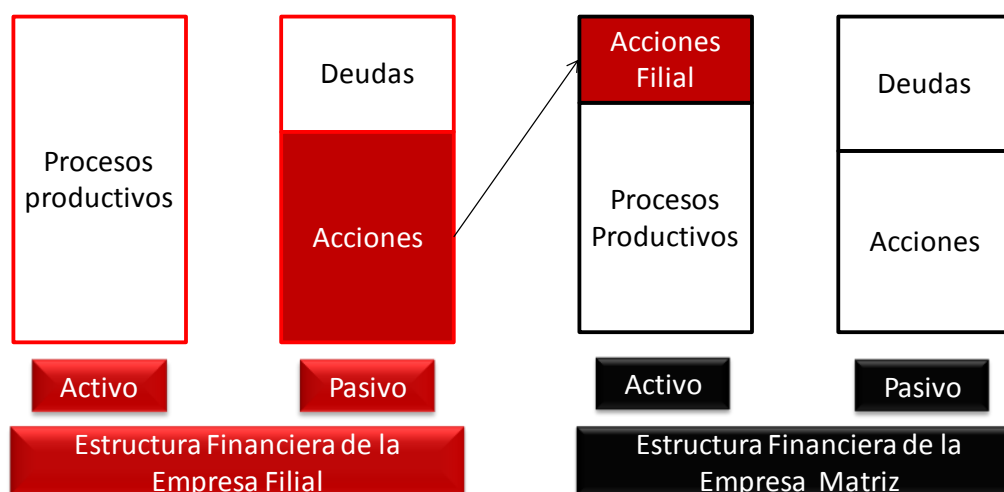 Procesos
productivos
Deudas
Acciones
Acciones
Filial
Procesos
Productivos
Deudas
Acciones
Activo
Pasivo
Activo
Pasivo
Estructura Financiera de la
Empresa Filial
Estructura Financiera de la
Empresa Matriz